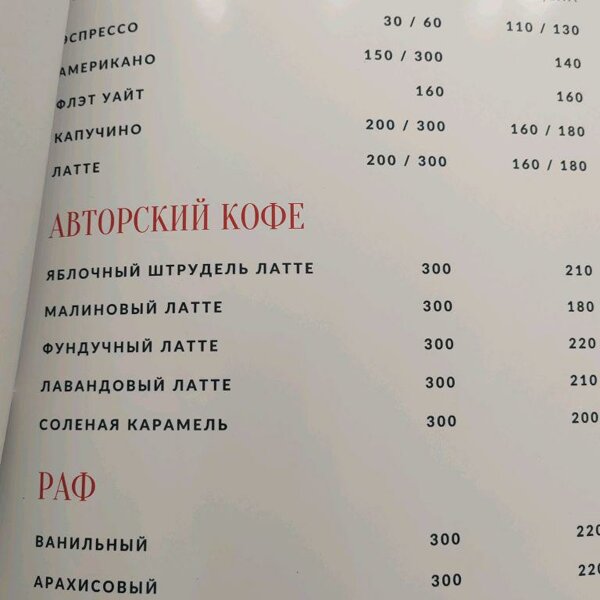 ЭСПРЕССО 30 / 60 110 / 130
АМЕРИКАНО 150 / 300 140
ФЛЭТ УАЙТ 160 160
КАПУЧИНО 200 / 300 160 / 180
ЛАТТЕ 200 / 300 160 / 180
АВТОРСКИЙ КОФЕ
ЯБЛОЧНЫЙ ШТРУДЕЛЬ ЛАТТЕ 300 210
МАЛИНОВЫЙ ЛАТТЕ 300 180
ФУНДУЧНЫЙ ЛАТТЕ 300 220
ЛАВАНДОВЫЙ ЛАТТЕ 300 210
СОЛЕНАЯ КАРАМЕЛЬ 300 200
РАФ
ВАНИЛЬНЫЙ 300 220
АРАХИСОВЫЙ 300 220